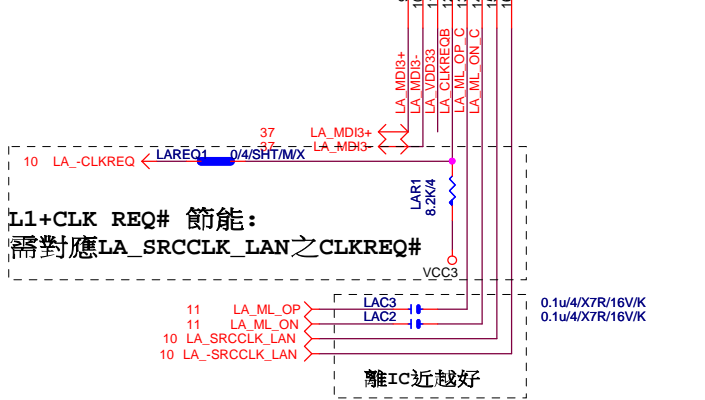 LA_MDI3+
LA_MDI3-
LA_VDD33
LA_CLKREQB
LA_ML_OP_C
LA_ML_ON_C
37 LA_MDI3+
37 LA_MDI3-
10 LA_-CLKREQ LAREQ1 0/4/SHT/M/X
LAR1
8.2K/4
L1+CLK REQ# 節能:
需對應LA_SRCCLK_LAN之CLKREQ#
VCC3
11 LA_ML_OP LAC3 0.1u/4/X7R/16V/K
11 LA_ML_ON LAC2 0.1u/4/X7R/16V/K
10 LA_SRCCLK_LAN
10 LA_-SRCCLK_LAN
離IC近越好